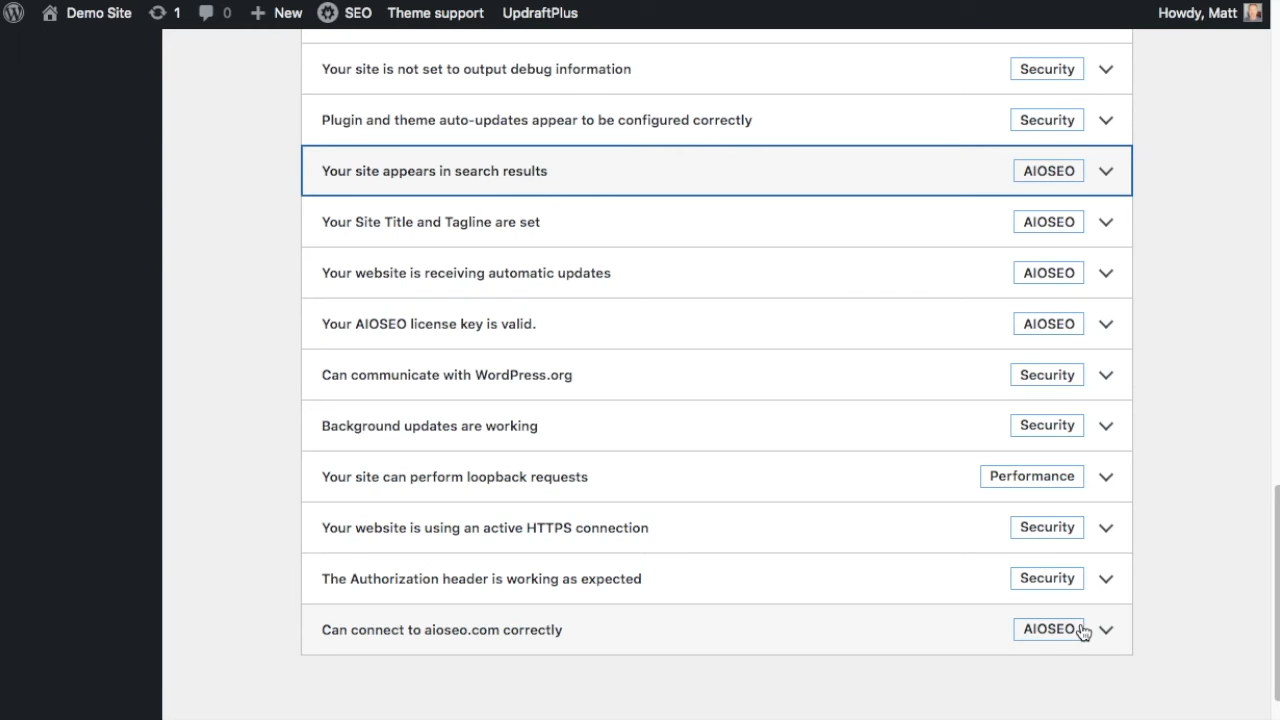 Demo Site 1 0 New SEO Theme support UpdraftPlus Howdy, Matt
Your site is not set to output debug information Security
Plugin and theme auto-updates appear to be configured correctly Security
Your site appears in search results AIOSEO
Your Site Title and Tagline are set AIOSEO
Your website is receiving automatic updates AIOSEO
Your AIOSEO license key is valid. AIOSEO
Can communicate with WordPress.org Security
Background updates are working Security
Your site can perform loopback requests Performance
Your website is using an active HTTPS connection Security
The Authorization header is working as expected Security
Can connect to aioseo.com correctly AIOSEO